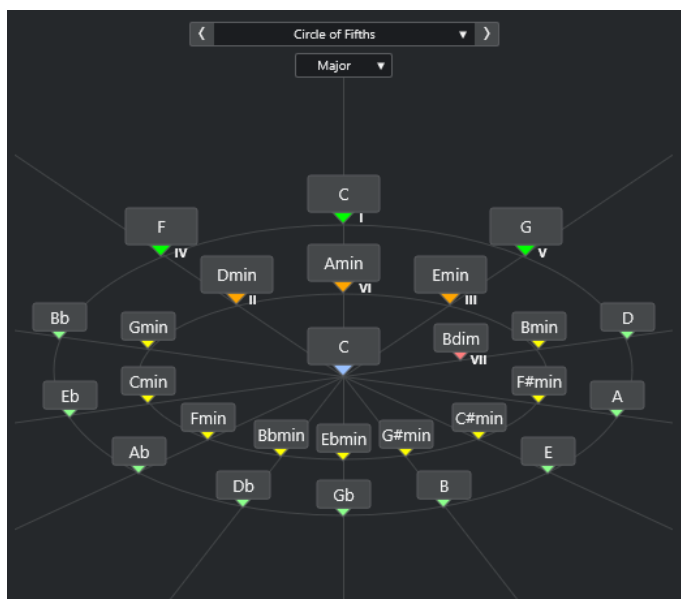 Circle of Fifths
Major
C
I
F
IV
G
V
Amin
VI
Dmin
II
Emin
III
Bb
Gmin
C
Bdim
VII
Bmin
D
Eb
Cmin
F#min
A
Fmin
Bbmin
Ebmin
G#min
C#min
Ab
E
Db
Gb
B